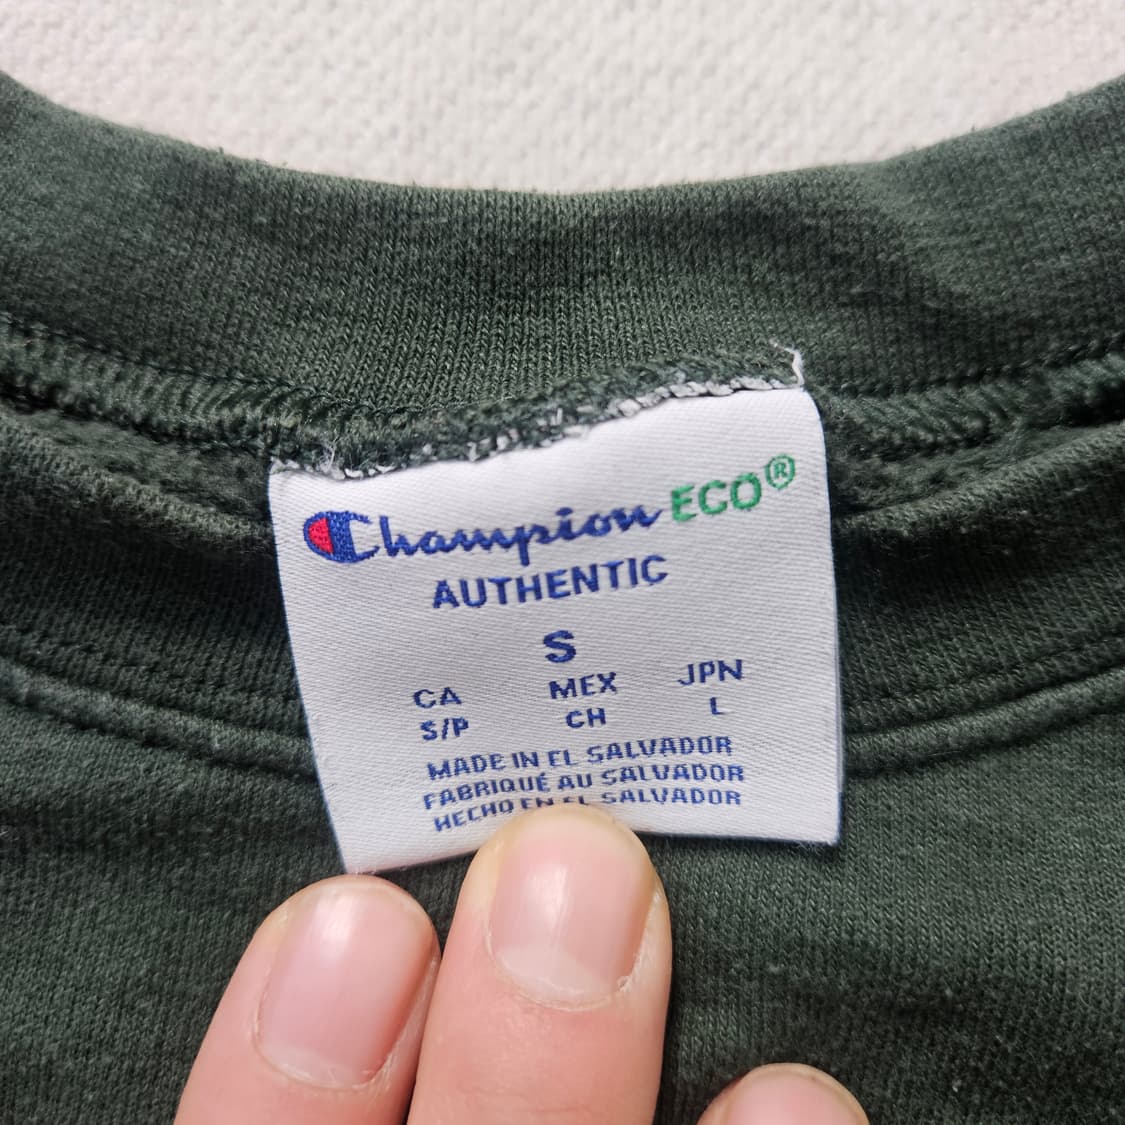 Champion ECO®
AUTHENTIC
S
CA MEX JPN
S/P CH L
MADE IN EL SALVADOR
FABRIQUÉ AU SALVADOR
HECHO EN EL SALVADOR